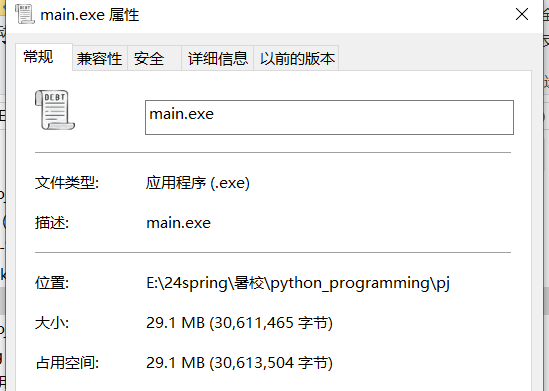 main.exe 属性
常规 兼容性 安全 详细信息 以前的版本
DEBT
main.exe
文件类型: 应用程序 (.exe)
描述: main.exe
位置: E:\24spring\暑校\python_programming\pj
大小: 29.1 MB (30,611,465 字节)
占用空间: 29.1 MB (30,613,504 字节)